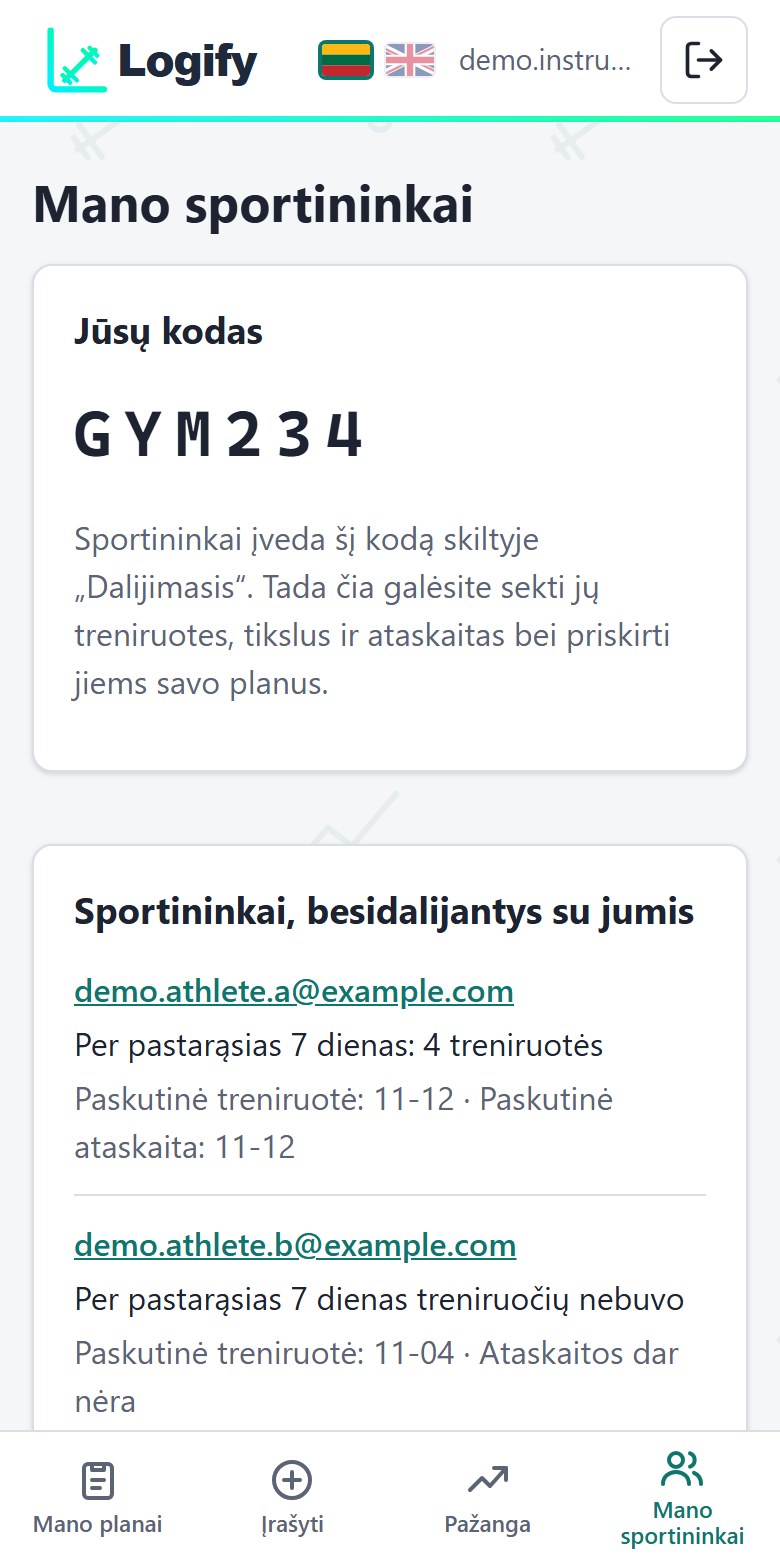 Logify
demo.instru...
Mano sportininkai
Jūsų kodas
GYM234
Sportininkai įveda šį kodą skiltyje
„Dalijimasis“. Tada čia galėsite sekti jų
treniruotes, tikslus ir ataskaitas bei priskirti
jiems savo planus.
Sportininkai, besidalijantys su jumis
demo.athlete.a@example.com
Per pastarąsias 7 dienas: 4 treniruotės
Paskutinė treniruotė: 11-12 · Paskutinė
ataskaita: 11-12
demo.athlete.b@example.com
Per pastarąsias 7 dienas treniruočių nebuvo
Paskutinė treniruotė: 11-04 · Ataskaitos dar
nėra
Mano planai
Įrašyti
Pažanga
Mano
sportininkai